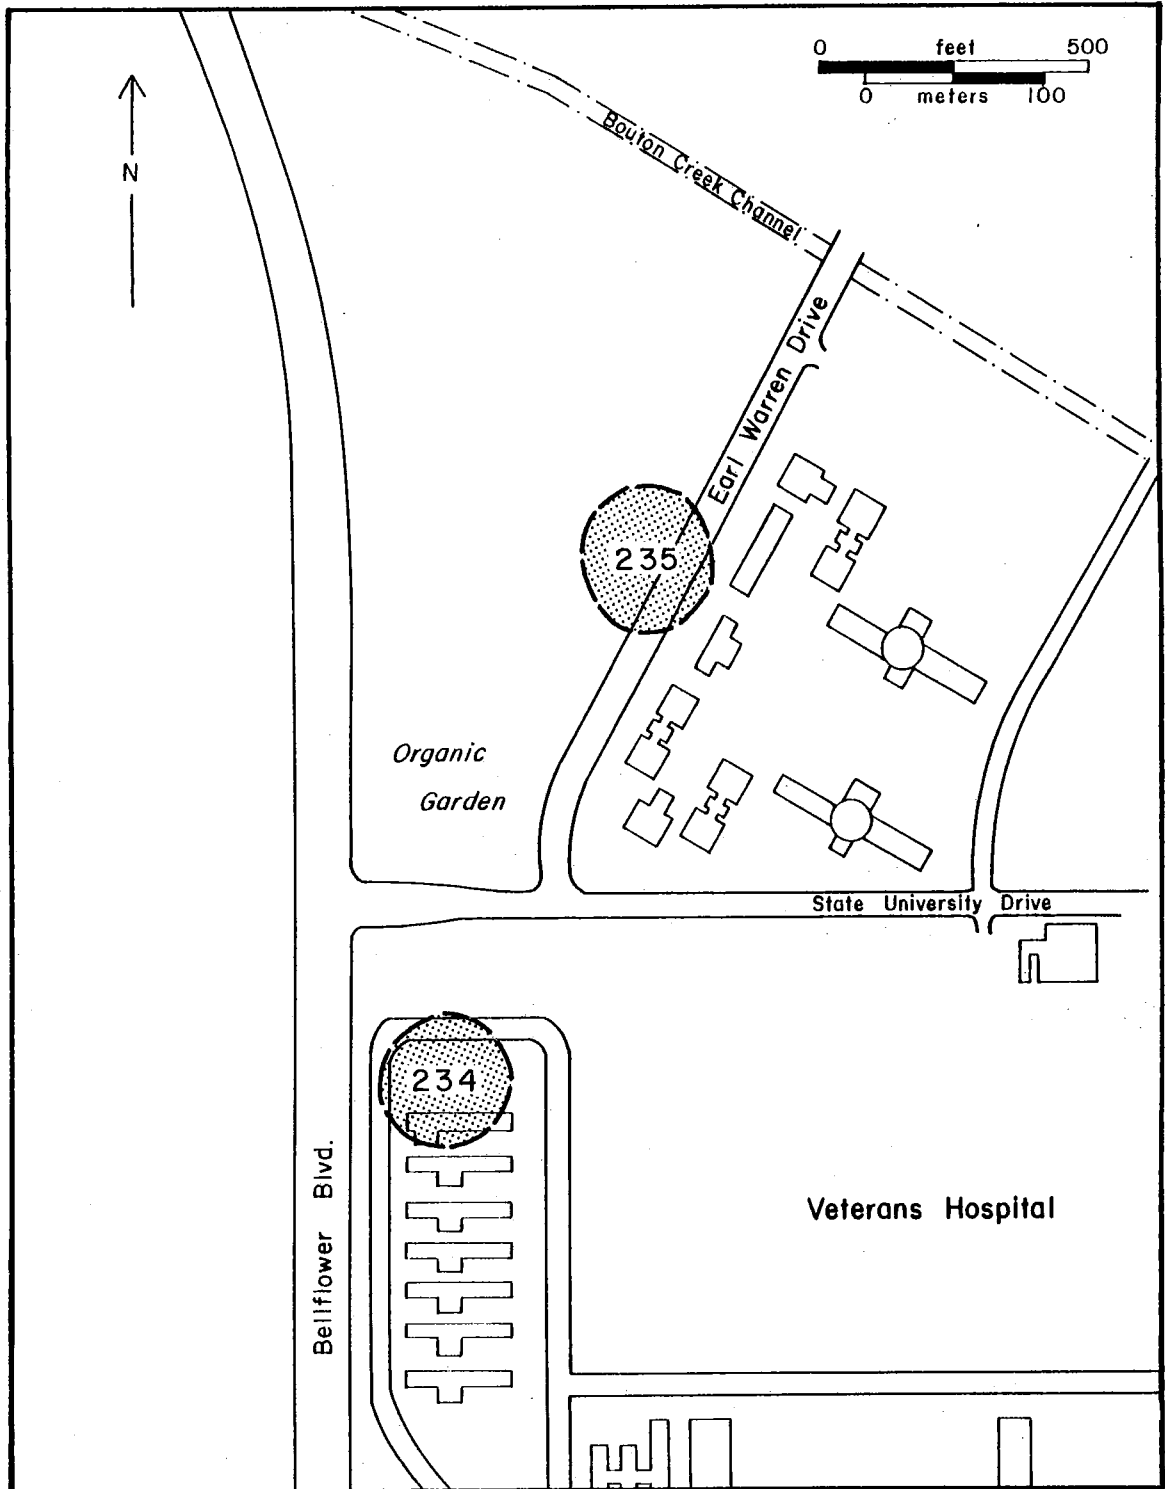 0 feet 500
0 meters 100
N
Bouton Creek Channel
Earl Warren Drive
235
Organic
Garden
State University Drive
234
Bellflower Blvd.
Veterans Hospital